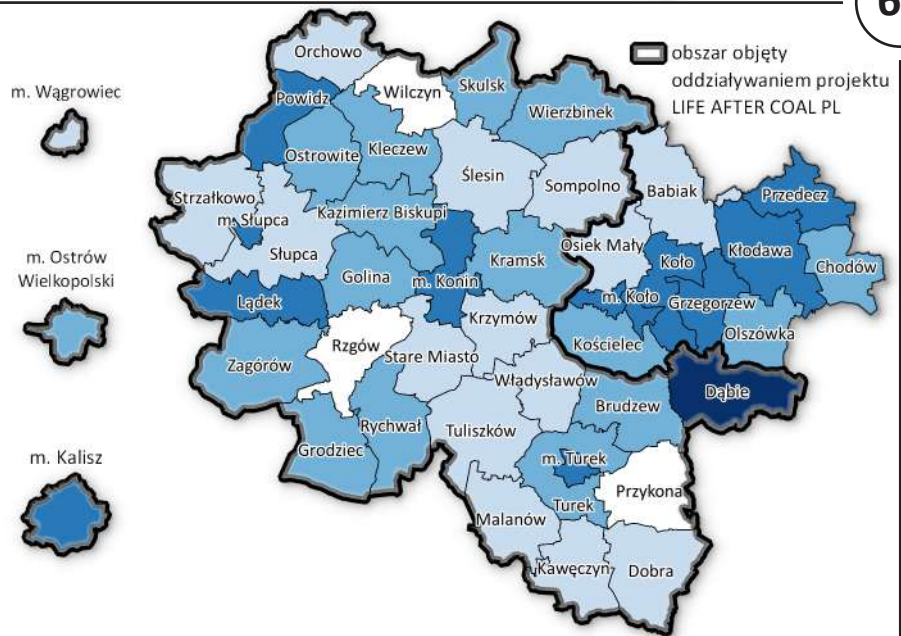 6
obszar objęty
oddziaływaniem projektu
LIFE AFTER COAL PL
m. Wągrowiec
m. Ostrów
Wielkopolski
m. Kalisz
Orchowo
Powidz
Wilczyn
Skulsk
Wierzbinek
Ostrowite
Kleczew
Ślesin
Sompolno
Babiak
Przedecz
Strzałkowo
m. Słupca
Kazimierz Biskupi
Słupca
Osiek Mały
Koło
Kłodawa
Chodów
Golina
m. Konin
Kramsk
Lądek
m. Koło
Grzegorzew
Krzymów
Olszówka
Rzgów
Kościelec
Stare Miasto
Zagórów
Władysławów
Dąbie
Brudzew
Rychwał
Tuliszków
Grodziec
m. Turek
Przykona
Turek
Malanów
Kawęczyn
Dobra